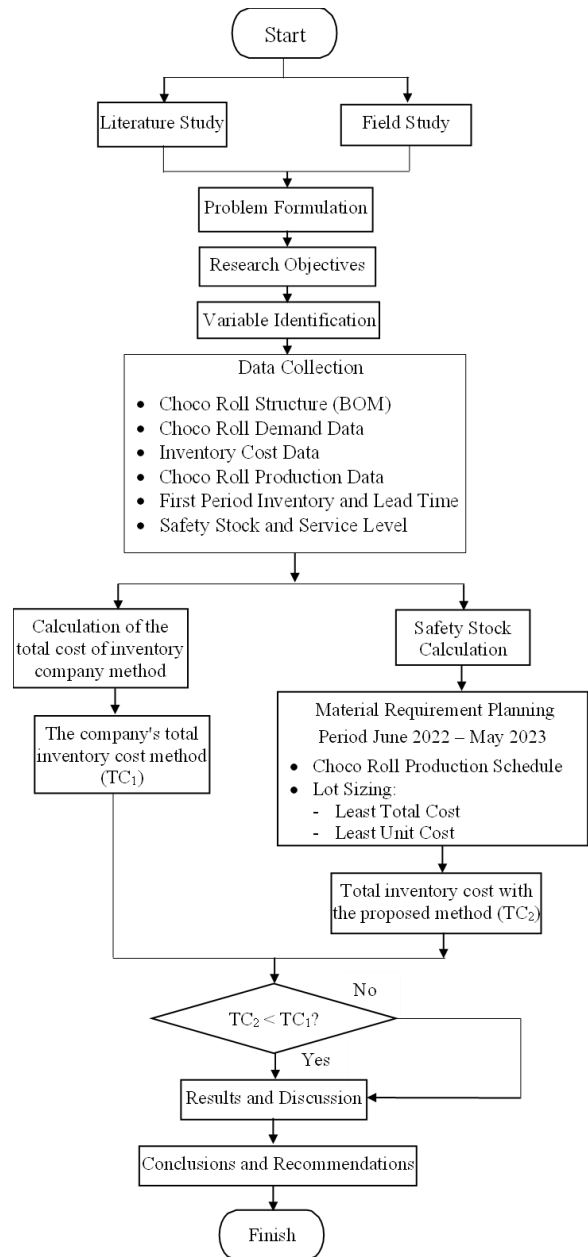 Start
Literature Study
Field Study
Problem Formulation
Research Objectives
Variable Identification
Data Collection
• Choco Roll Structure (BOM)
• Choco Roll Demand Data
• Inventory Cost Data
• Choco Roll Production Data
• First Period Inventory and Lead Time
• Safety Stock and Service Level
Calculation of the
total cost of inventory
company method
The company's total
inventory cost method
(TC₁)
Safety Stock
Calculation
Material Requirement Planning
Period June 2022 – May 2023
• Choco Roll Production Schedule
• Lot Sizing:
- Least Total Cost
- Least Unit Cost
Total inventory cost with
the proposed method (TC₂)
TC₂ < TC₁?
No
Yes
Results and Discussion
Conclusions and Recommendations
Finish